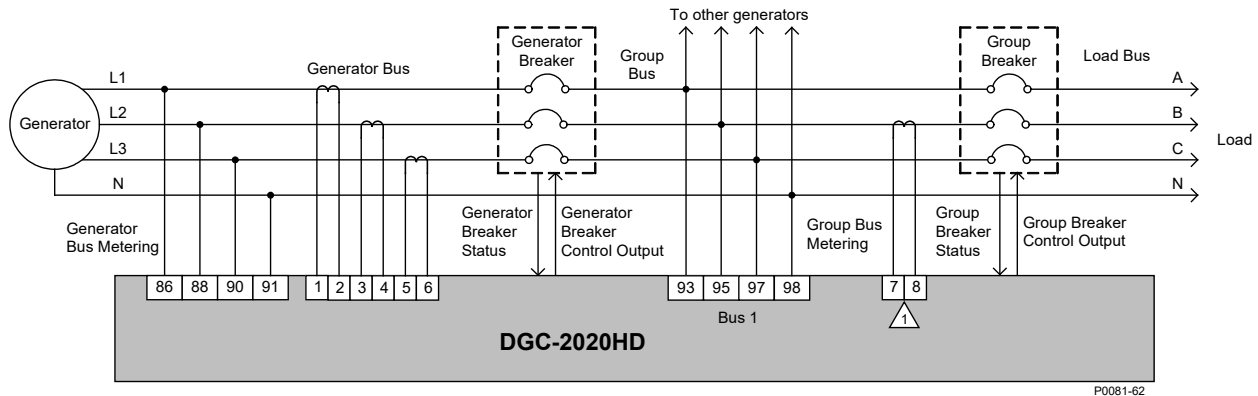 To other generators
Generator
Breaker
Group
Breaker
Generator Bus
Group
Bus
Load Bus
L1
A
L2
B
Generator
L3
C
Load
N
N
Generator
Bus Metering
Generator
Breaker
Status
Generator
Breaker
Control Output
Group Bus
Metering
Group
Breaker
Status
Group Breaker
Control Output
86 88 90 91 1 2 3 4 5 6 93 95 97 98 7 8
Bus 1
1
DGC-2020HD
P0081-62